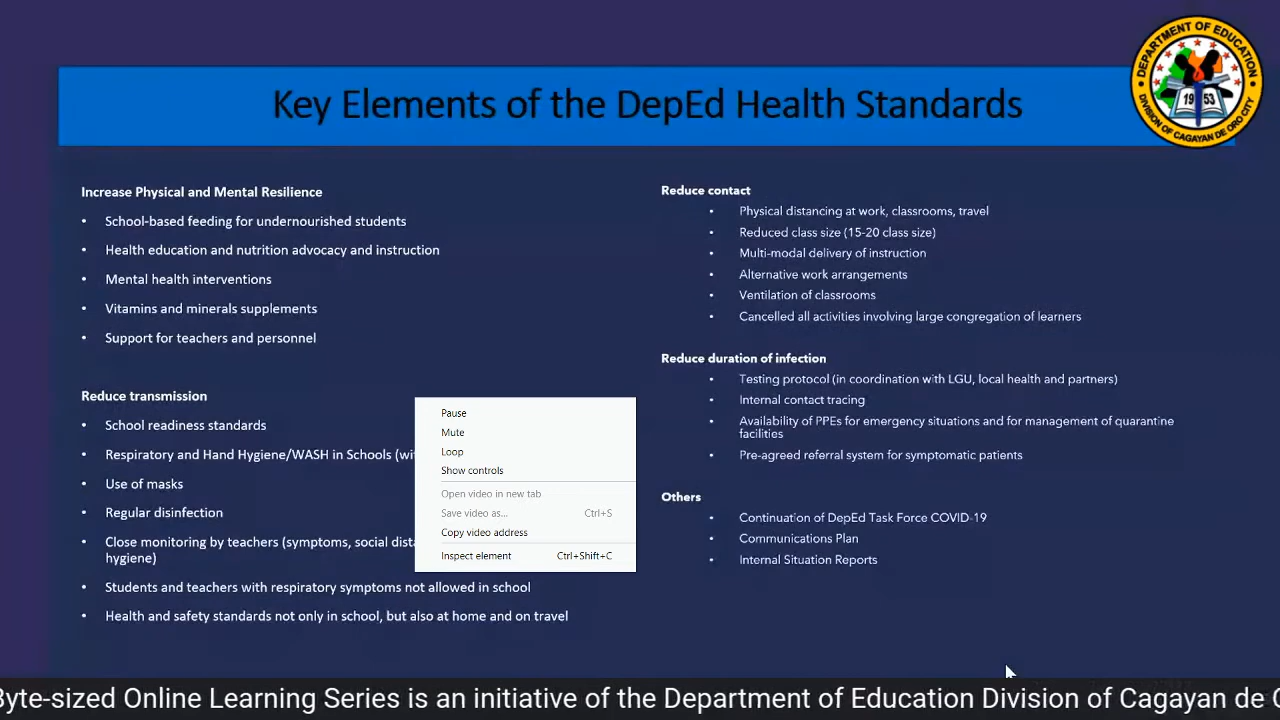 DEPARTMENT OF EDUCATION
19 53
DIVISION OF CAGAYAN DE ORO CITY
Key Elements of the DepEd Health Standards
Increase Physical and Mental Resilience
• School-based feeding for undernourished students
• Health education and nutrition advocacy and instruction
• Mental health interventions
• Vitamins and minerals supplements
• Support for teachers and personnel
Reduce transmission
• School readiness standards
• Respiratory and Hand Hygiene/WASH in Schools
• Use of masks
• Regular disinfection
• Close monitoring by teachers (symptoms, social
hygiene)
• Students and teachers with respiratory symptoms not allowed in school
• Health and safety standards not only in school, but also at home and on travel
Pause
Mute
Loop
Show controls
Open video in new tab
Save video as... Ctrl+S
Copy video address
Inspect element Ctrl+Shift+C
Reduce contact
• Physical distancing at work, classrooms, travel
• Reduced class size (15-20 class size)
• Multi-modal delivery of instruction
• Alternative work arrangements
• Ventilation of classrooms
• Cancelled all activities involving large congregation of learners
Reduce duration of infection
• Testing protocol (in coordination with LGU, local health and partners)
• Internal contact tracing
• Availability of PPEs for emergency situations and for management of quarantine
facilities
• Pre-agreed referral system for symptomatic patients
Others
• Continuation of DepEd Task Force COVID-19
• Communications Plan
• Internal Situation Reports
Byte-sized Online Learning Series is an initiative of the Department of Education Division of Cagayan de